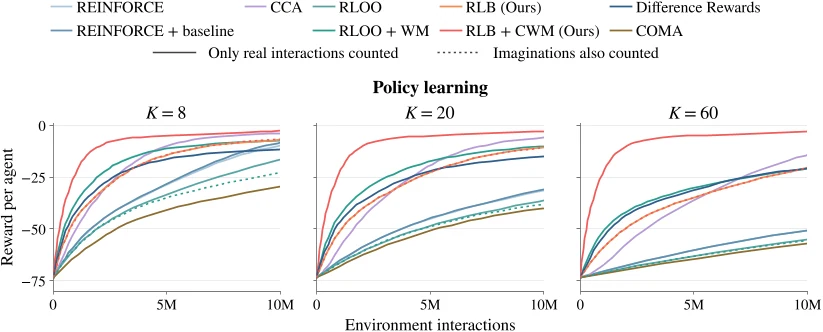 REINFORCE CCA RLOO RLB (Ours) Difference Rewards
REINFORCE + baseline RLOO + WM RLB + CWM (Ours) COMA
Only real interactions counted Imaginations also counted
Policy learning
K = 8 K = 20 K = 60
Reward per agent
0
−25
−50
−75
0 5M 10M 0 5M 10M 0 5M 10M
Environment interactions